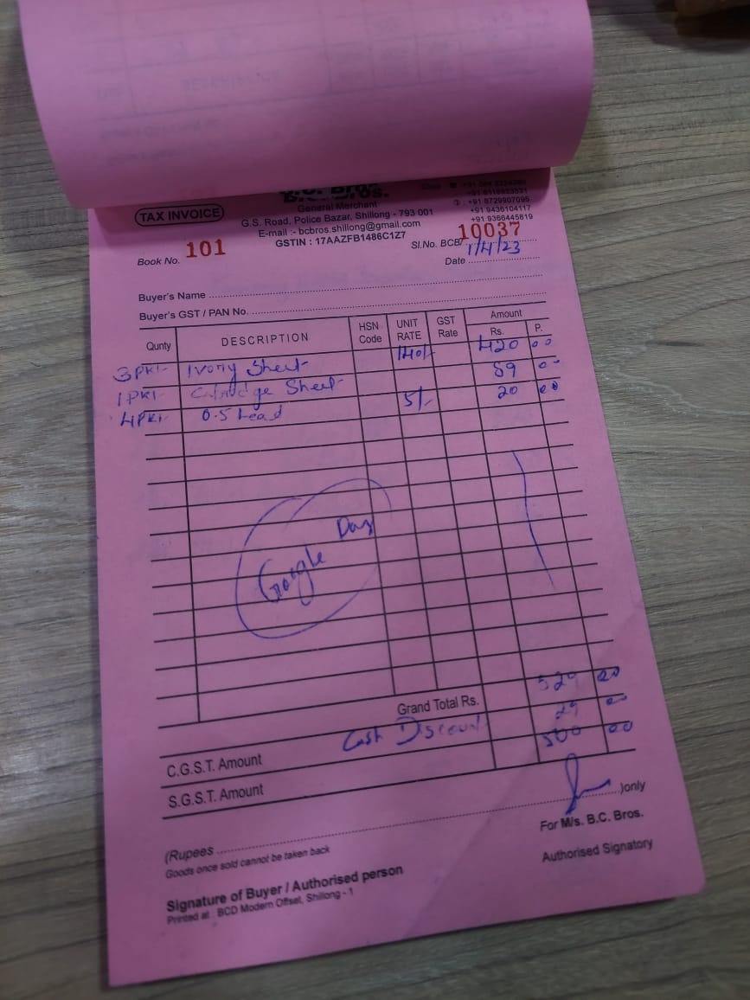 B.C. Bros.
TAX INVOICE
General Merchant
G.S. Road, Police Bazar, Shillong - 793 001
E-mail :- bcbros.shillong@gmail.com
GSTIN : 17AAZFB1486C1Z7
+91 8729907095
+91 9436104117
+91 9366445819
Book No. 101
Sl.No. BCB/ 10037
Date 1/4/23
Buyer's Name
Buyer's GST / PAN No.
Qunty DESCRIPTION HSN Code UNIT RATE GST Rate Amount Rs. P.
3 PKt Ivory Sheet 140/- 420 00
1 PKt Sheet 89 00
4 PKt 0.5 Lead 5/- 20 00
Google Pay
Grand Total Rs. 529 00
Cash Discount 29 00
C.G.S.T. Amount 500 00
S.G.S.T. Amount
(Rupees )only
Goods once sold cannot be taken back
For M/s. B.C. Bros.
Signature of Buyer / Authorised person
Authorised Signatory
Printed at : BCD Modern Offset, Shillong - 1